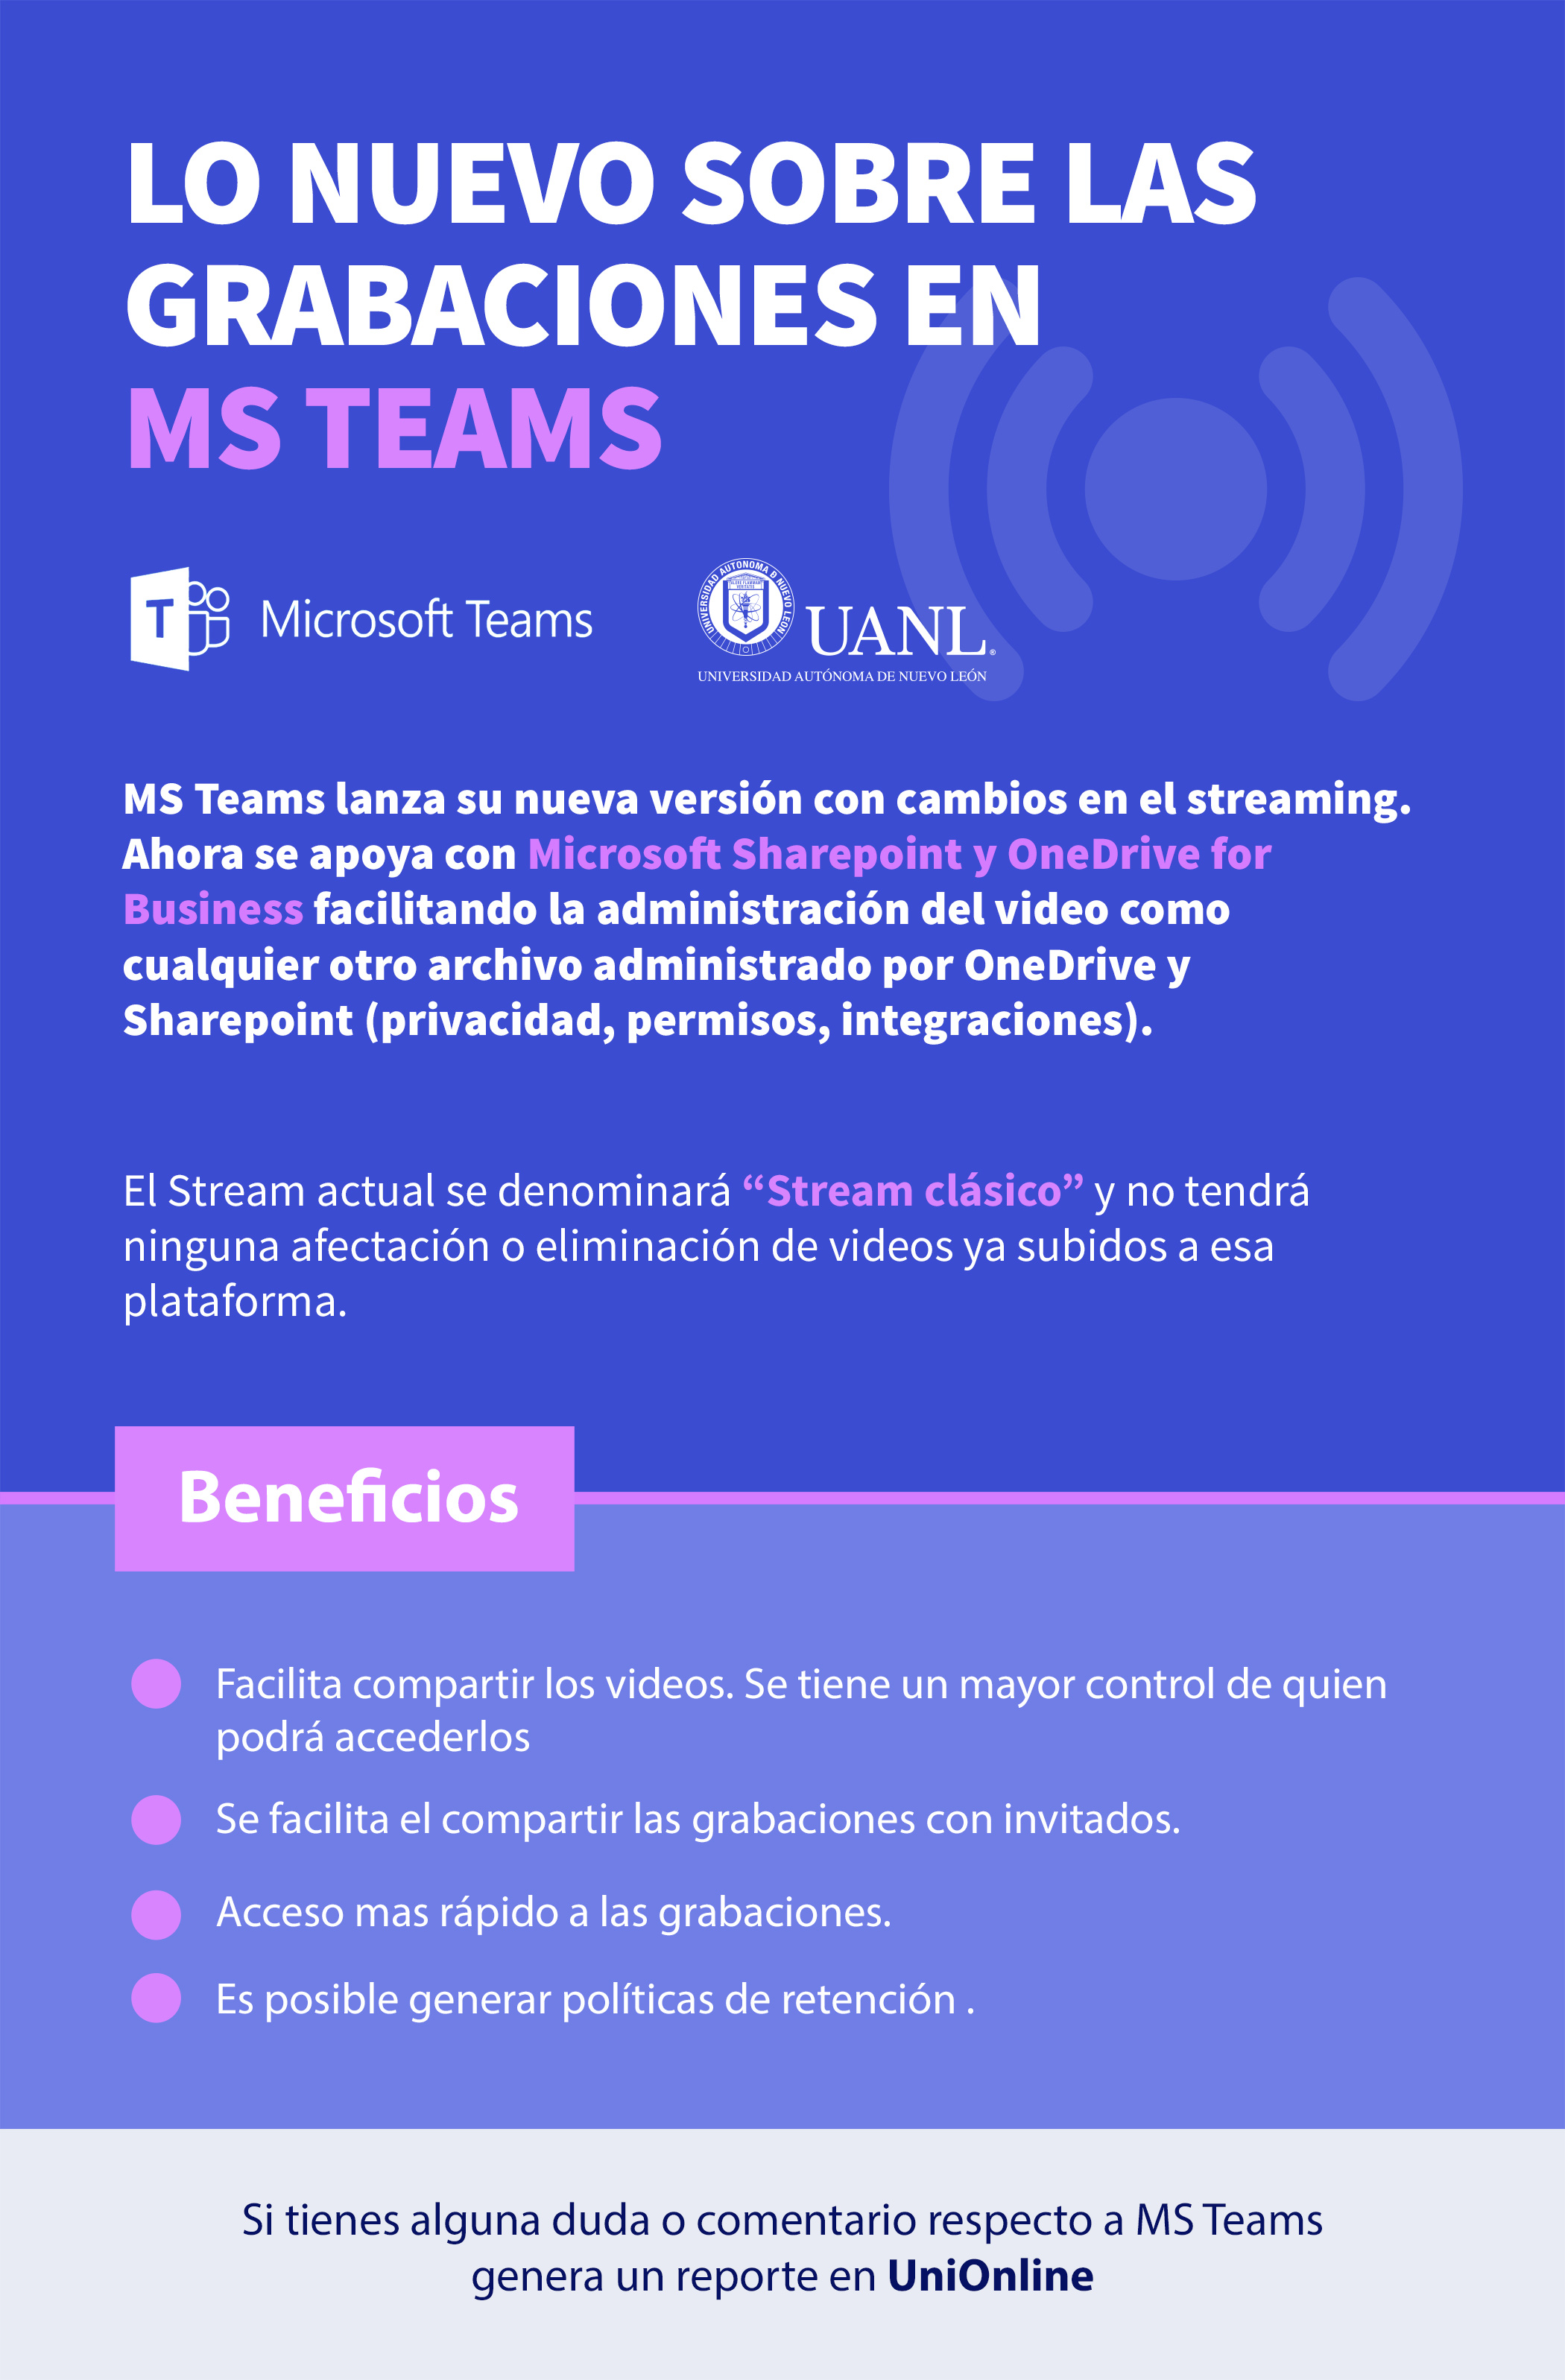 LO NUEVO SOBRE LAS
GRABACIONES EN
MS TEAMS
T
Microsoft Teams
UNIVERSIDAD AUTONOMA D NUEVO LEON
UANL®
UNIVERSIDAD AUTÓNOMA DE NUEVO LEÓN
MS Teams lanza su nueva versión con cambios en el streaming.
Ahora se apoya con Microsoft Sharepoint y OneDrive for
Business facilitando la administración del video como
cualquier otro archivo administrado por OneDrive y
Sharepoint (privacidad, permisos, integraciones).
El Stream actual se denominará “Stream clásico” y no tendrá
ninguna afectación o eliminación de videos ya subidos a esa
plataforma.
Beneficios
Facilita compartir los videos. Se tiene un mayor control de quien
podrá accederlos
Se facilita el compartir las grabaciones con invitados.
Acceso mas rápido a las grabaciones.
Es posible generar políticas de retención .
Si tienes alguna duda o comentario respecto a MS Teams
genera un reporte en UniOnline